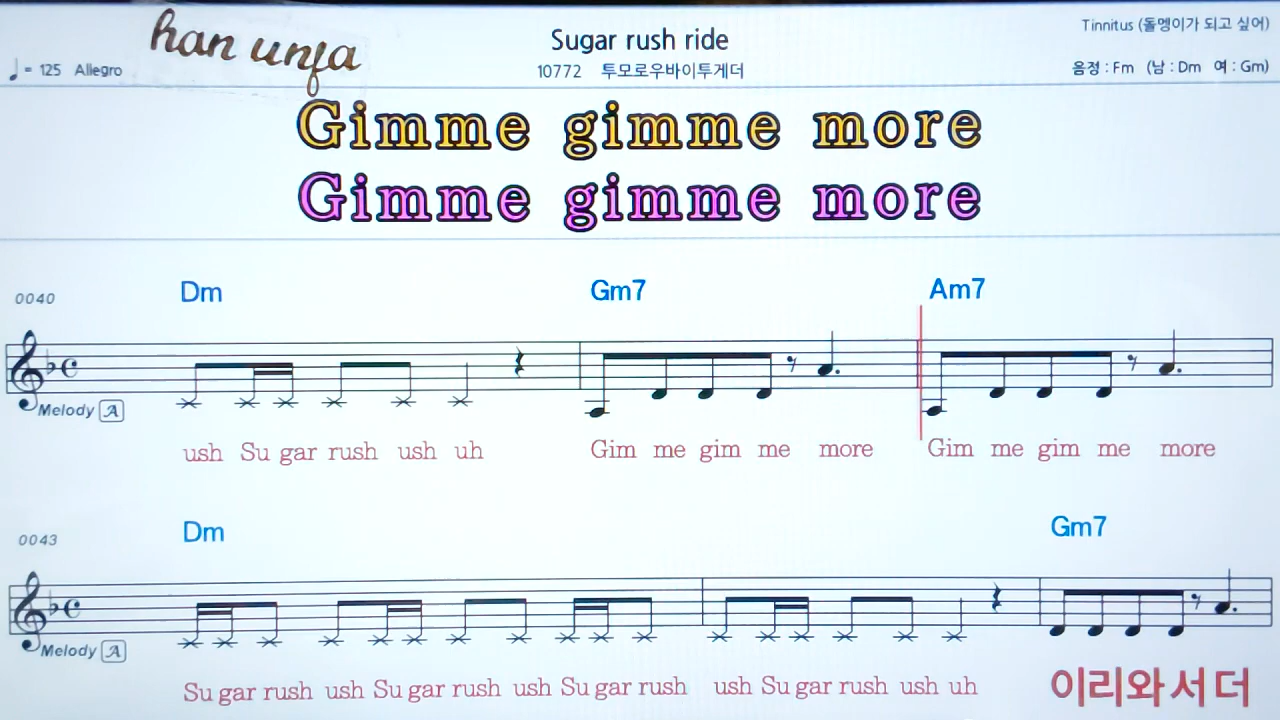 han unfa
Sugar rush ride
Tinnitus (돌멩이가 되고 싶어)
♩ = 125 Allegro
10772 투모로우바이투게더
음정 : Fm (남 : Dm 여 : Gm)
Gimme gimme more
Gimme gimme more
0040 Dm Gm7 Am7
Melody A
ush Su gar rush ush uh Gim me gim me more Gim me gim me more
0043 Dm Gm7
Melody A
Su gar rush ush Su gar rush ush Su gar rush ush Su gar rush ush uh 이리와서더